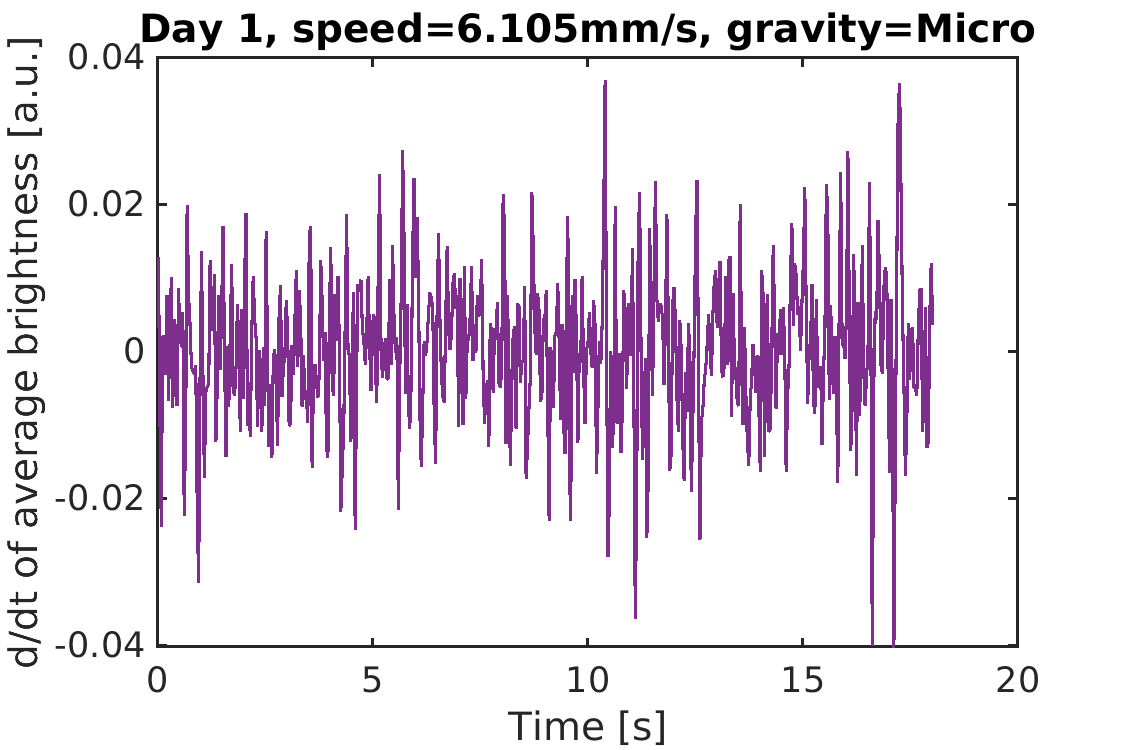 Day 1, speed=6.105mm/s, gravity=Micro
d/dt of average brightness [a.u.]
0.04
0.02
0
-0.02
-0.04
0 5 10 15 20
Time [s]